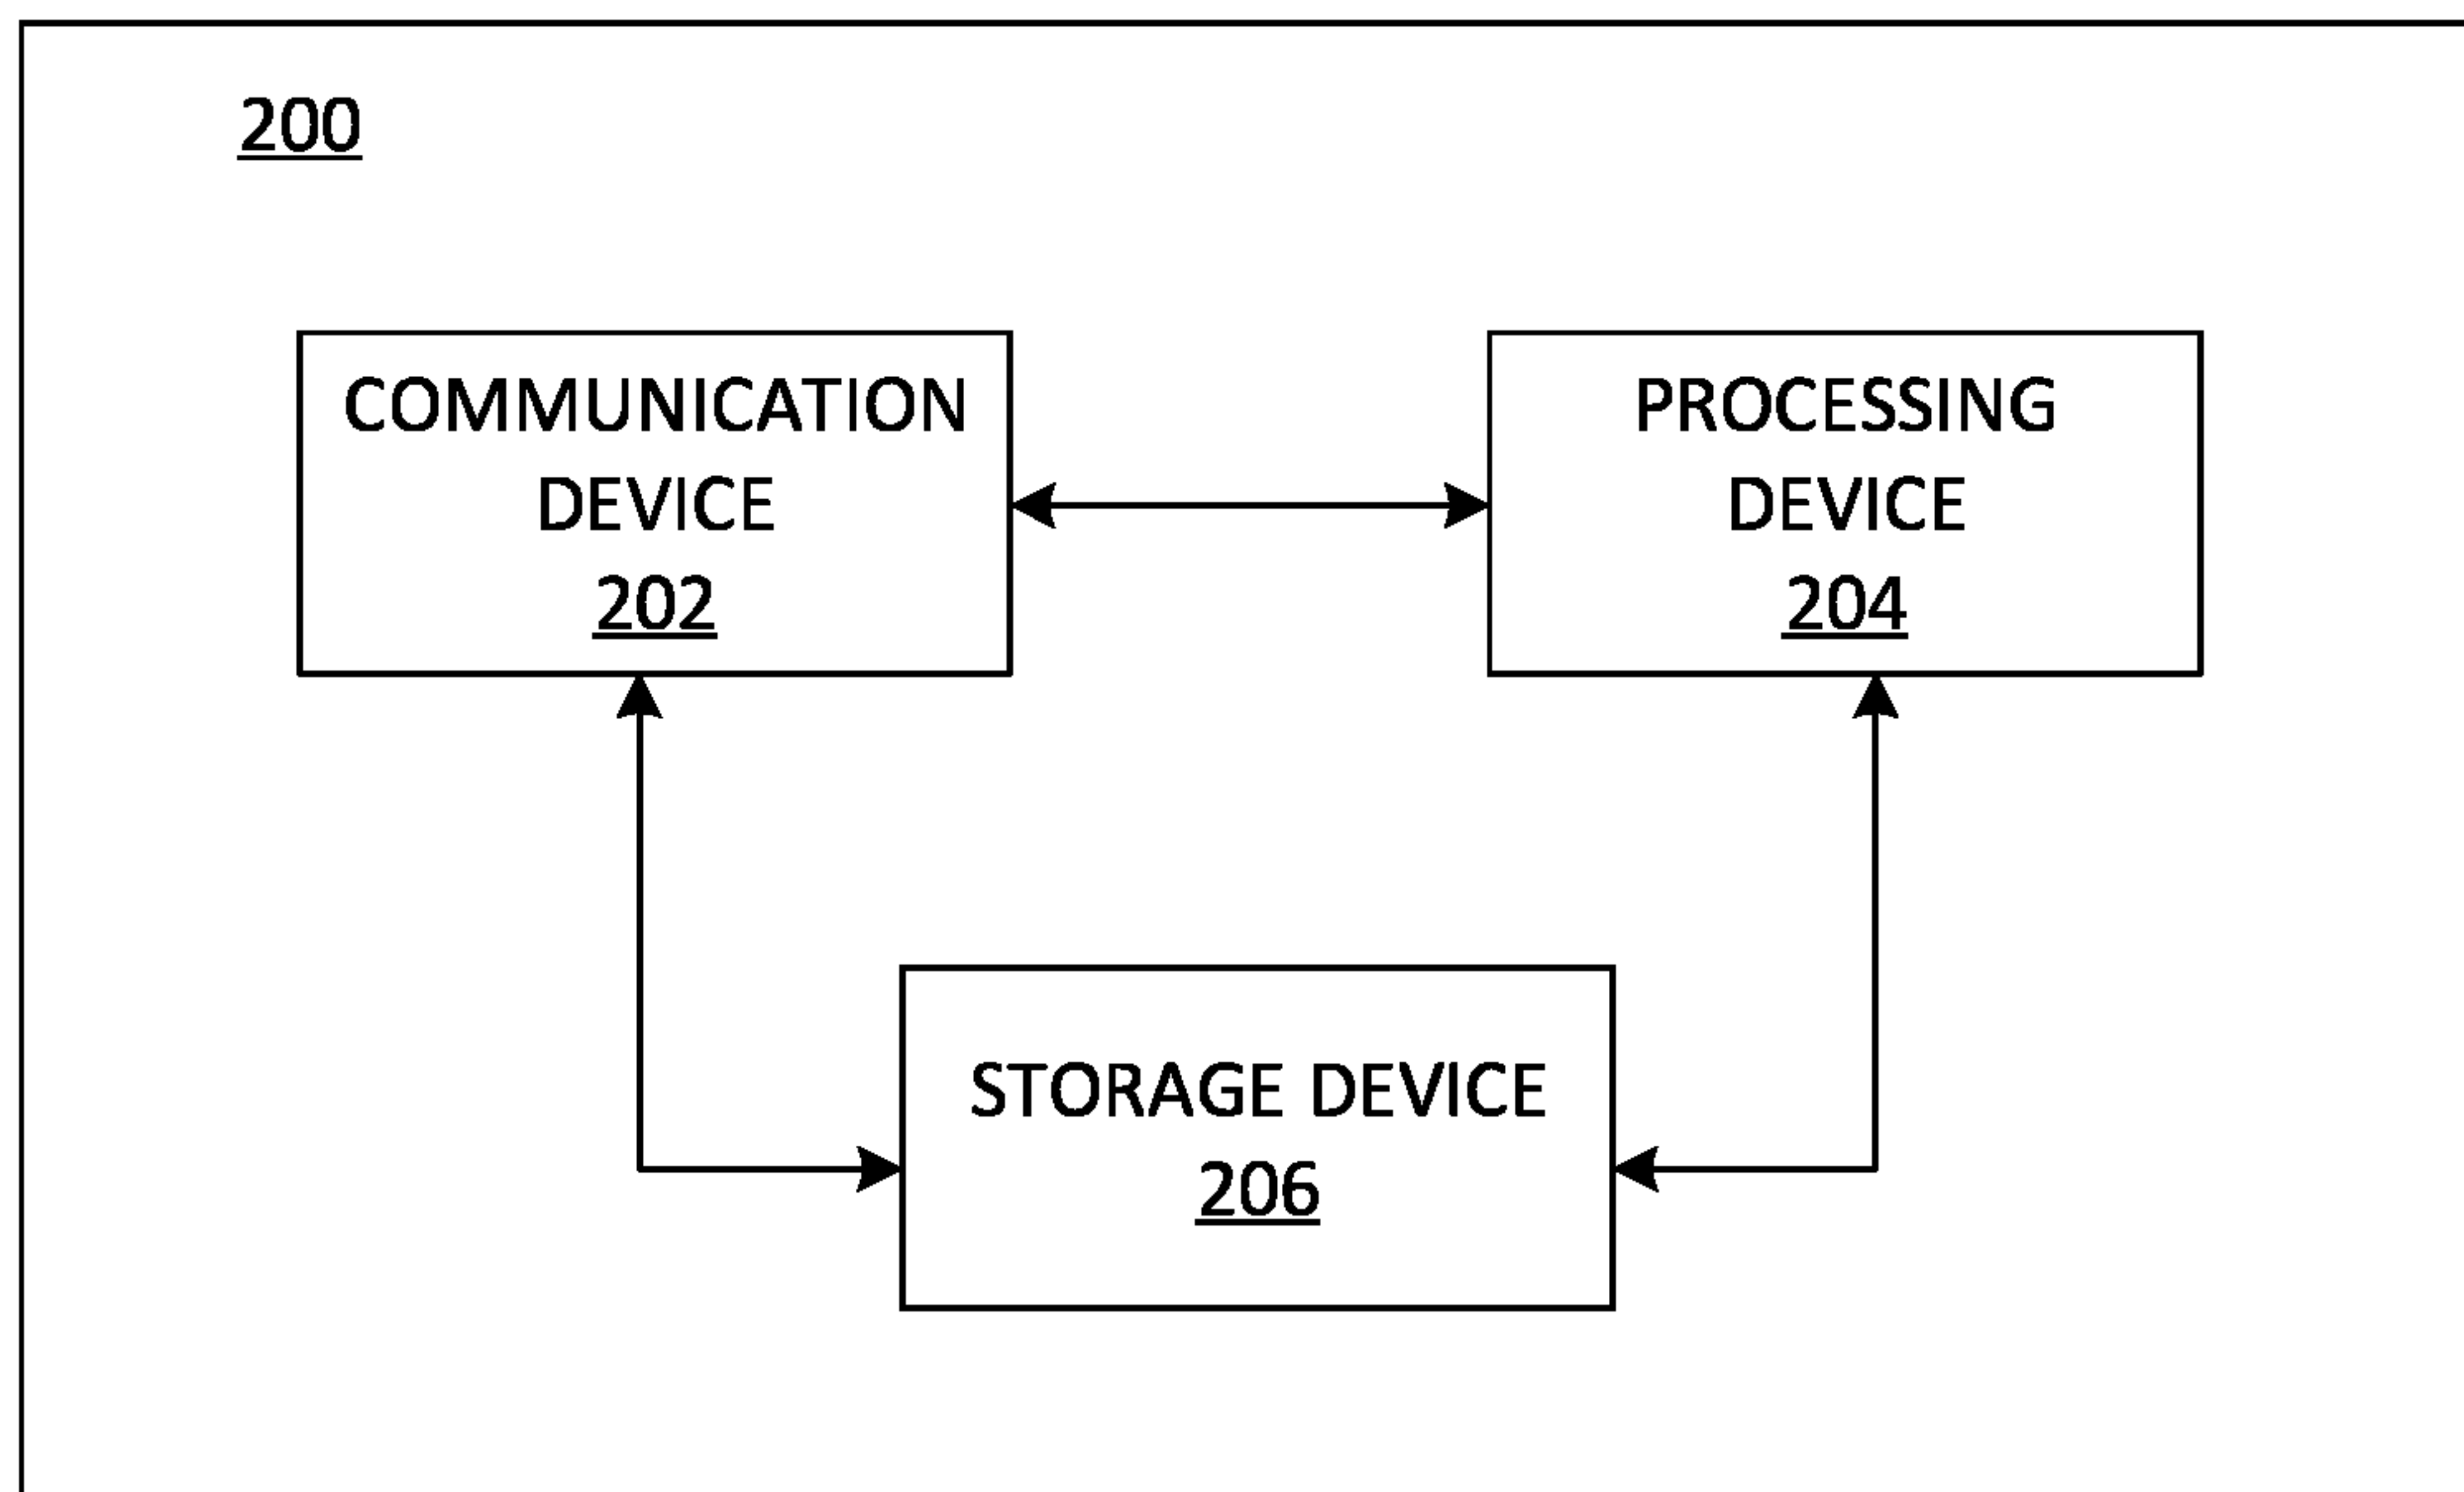 200
COMMUNICATION
DEVICE
202
PROCESSING
DEVICE
204
STORAGE DEVICE
206